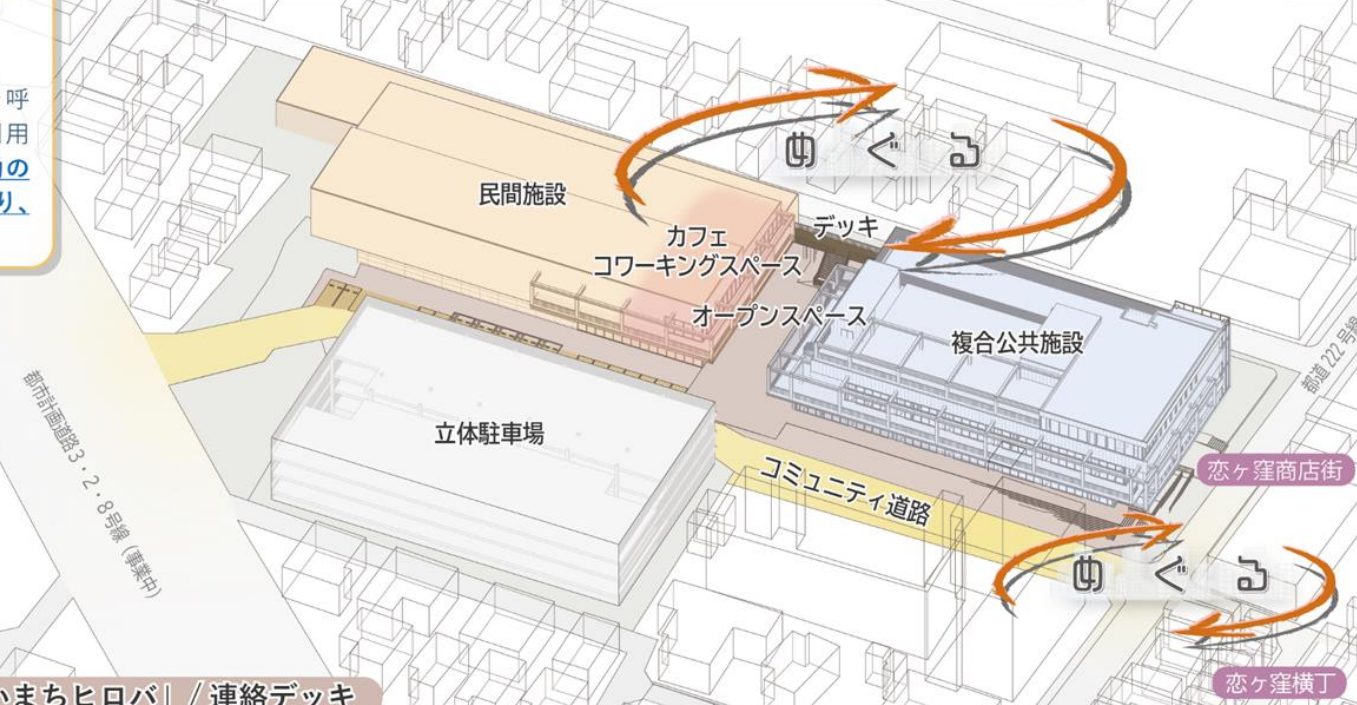 呼
用
の
り、
めぐる
民間施設
デッキ
カフェ
コワーキングスペース
オープンスペース
複合公共施設
都道222号線
立体駐車場
都市計画道路3・2・8号線（事業中）
コミュニティ道路
恋ヶ窪商店街
めぐる
恋ヶ窪横丁
いまちヒロバ」/連絡デッキ